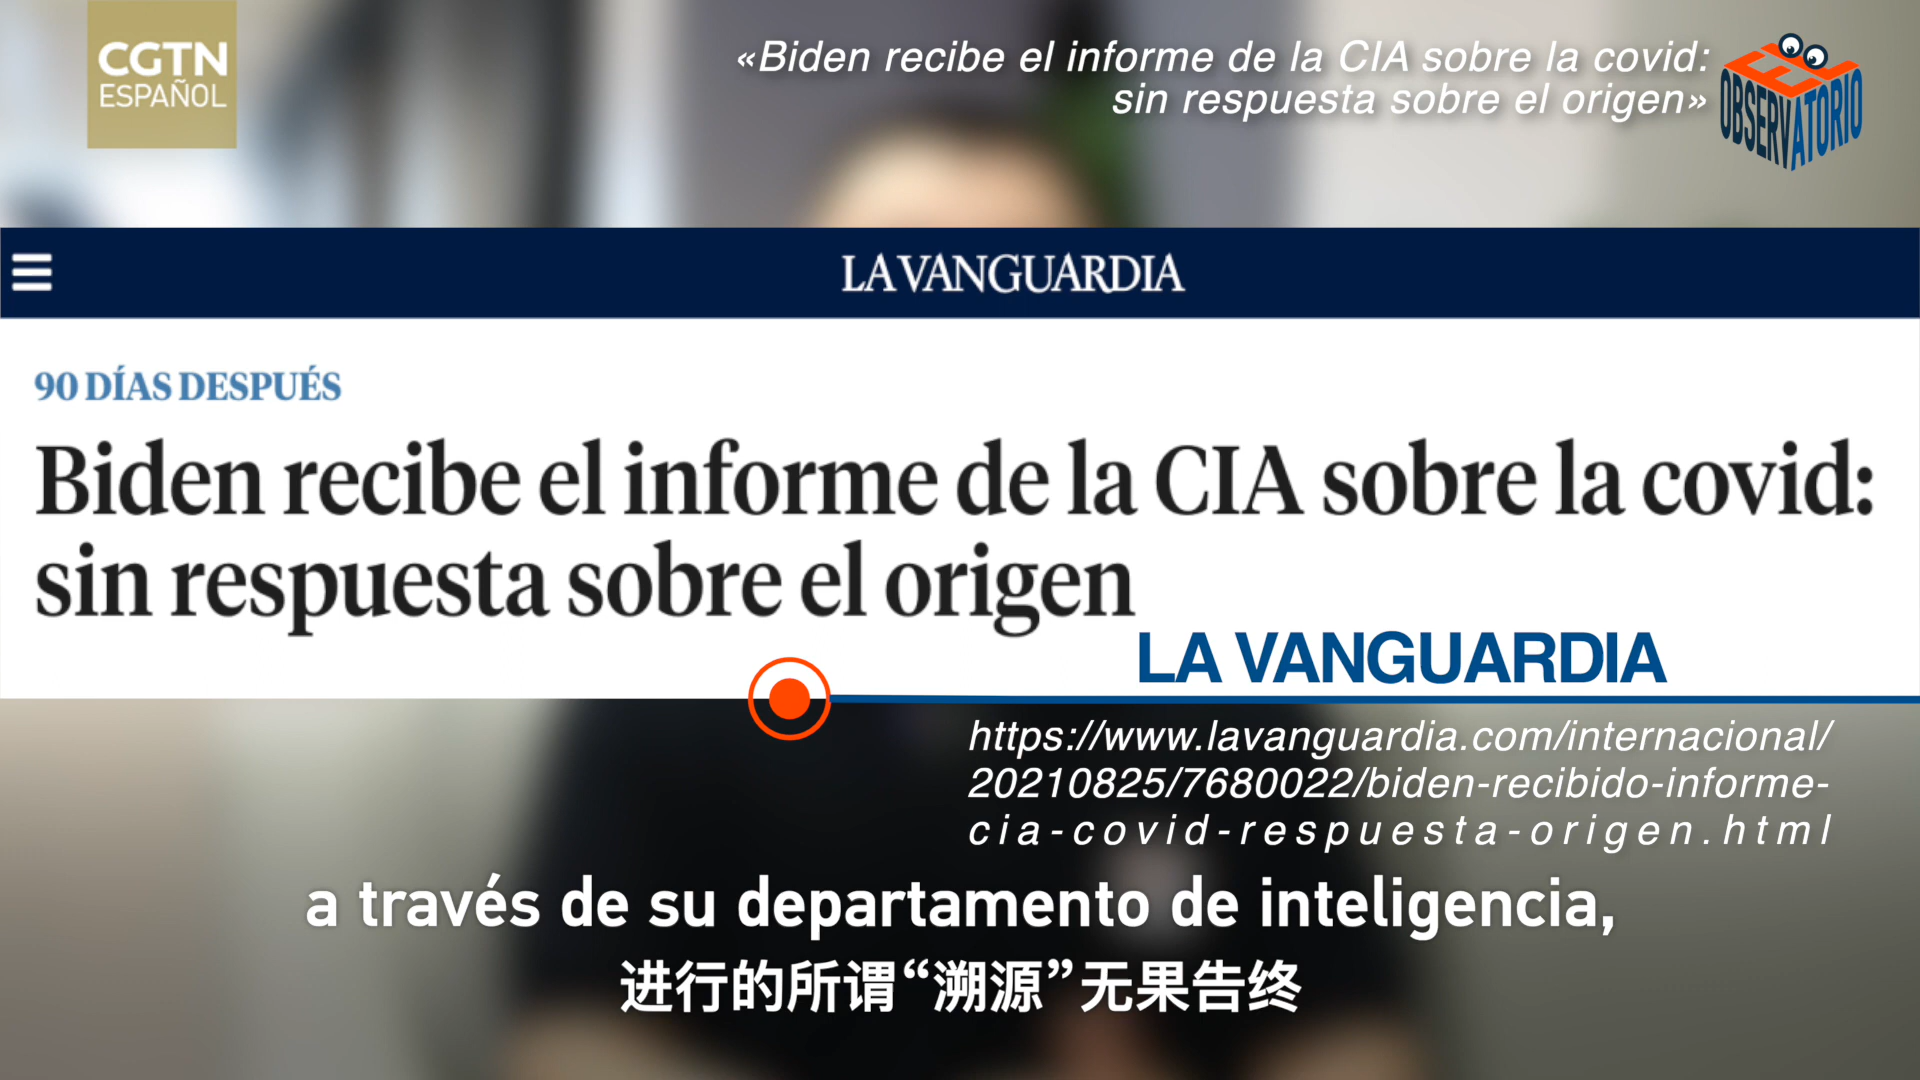 CGTN
ESPAÑOL
«Biden recibe el informe de la CIA sobre la covid:
sin respuesta sobre el origen»
EL
OBSERVATORIO
LA VANGUARDIA
90 DÍAS DESPUÉS
Biden recibe el informe de la CIA sobre la covid:
sin respuesta sobre el origen
LA VANGUARDIA
https://www.lavanguardia.com/internacional/
20210825/7680022/biden-recibido-informe-
cia-covid-respuesta-origen.html
a través de su departamento de inteligencia,
进行的所谓“溯源”无果告终